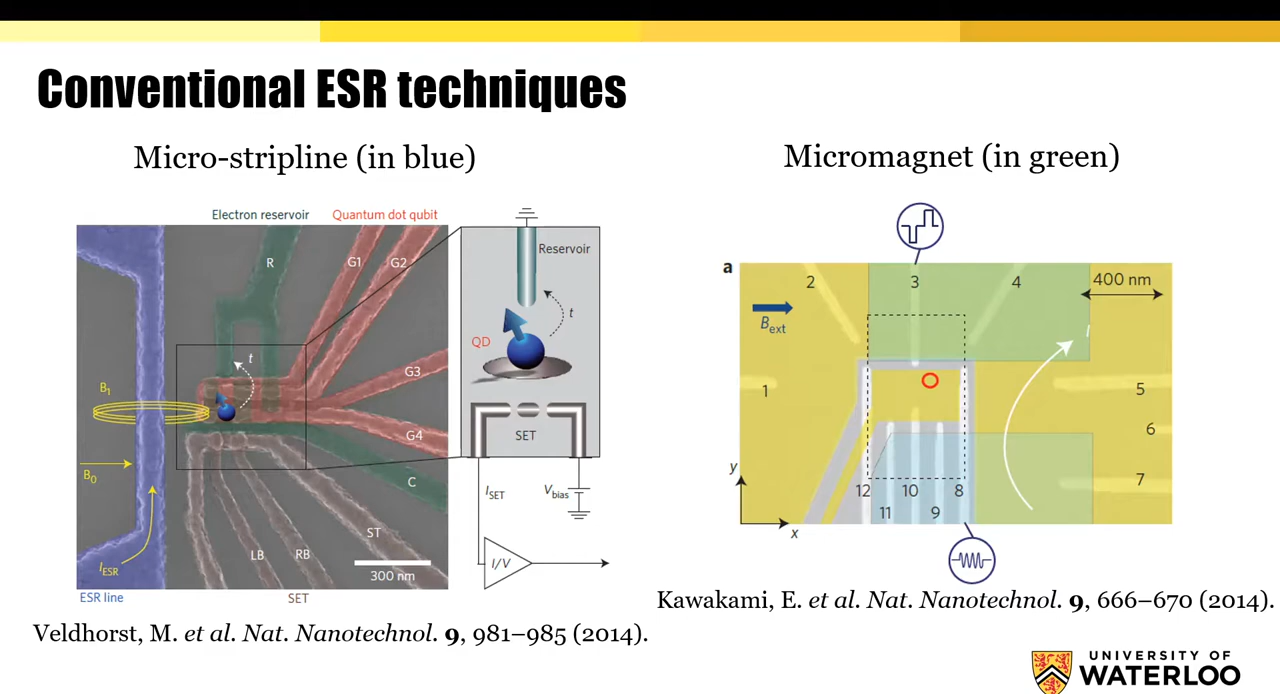 Conventional ESR techniques
Micro-stripline (in blue)
Electron reservoir
Quantum dot qubit
R
G1
G2
G3
G4
C
t
B1
B0
IESR
LB
RB
ST
300 nm
ESR line
SET
Reservoir
t
QD
SET
ISET
Vbias
I/V
Veldhorst, M. et al. Nat. Nanotechnol. 9, 981–985 (2014).
Micromagnet (in green)
a
2
3
4
400 nm
Bext
I
1
5
6
7
y
x
12
11
10
9
8
Kawakami, E. et al. Nat. Nanotechnol. 9, 666–670 (2014).
UNIVERSITY OF
WATERLOO